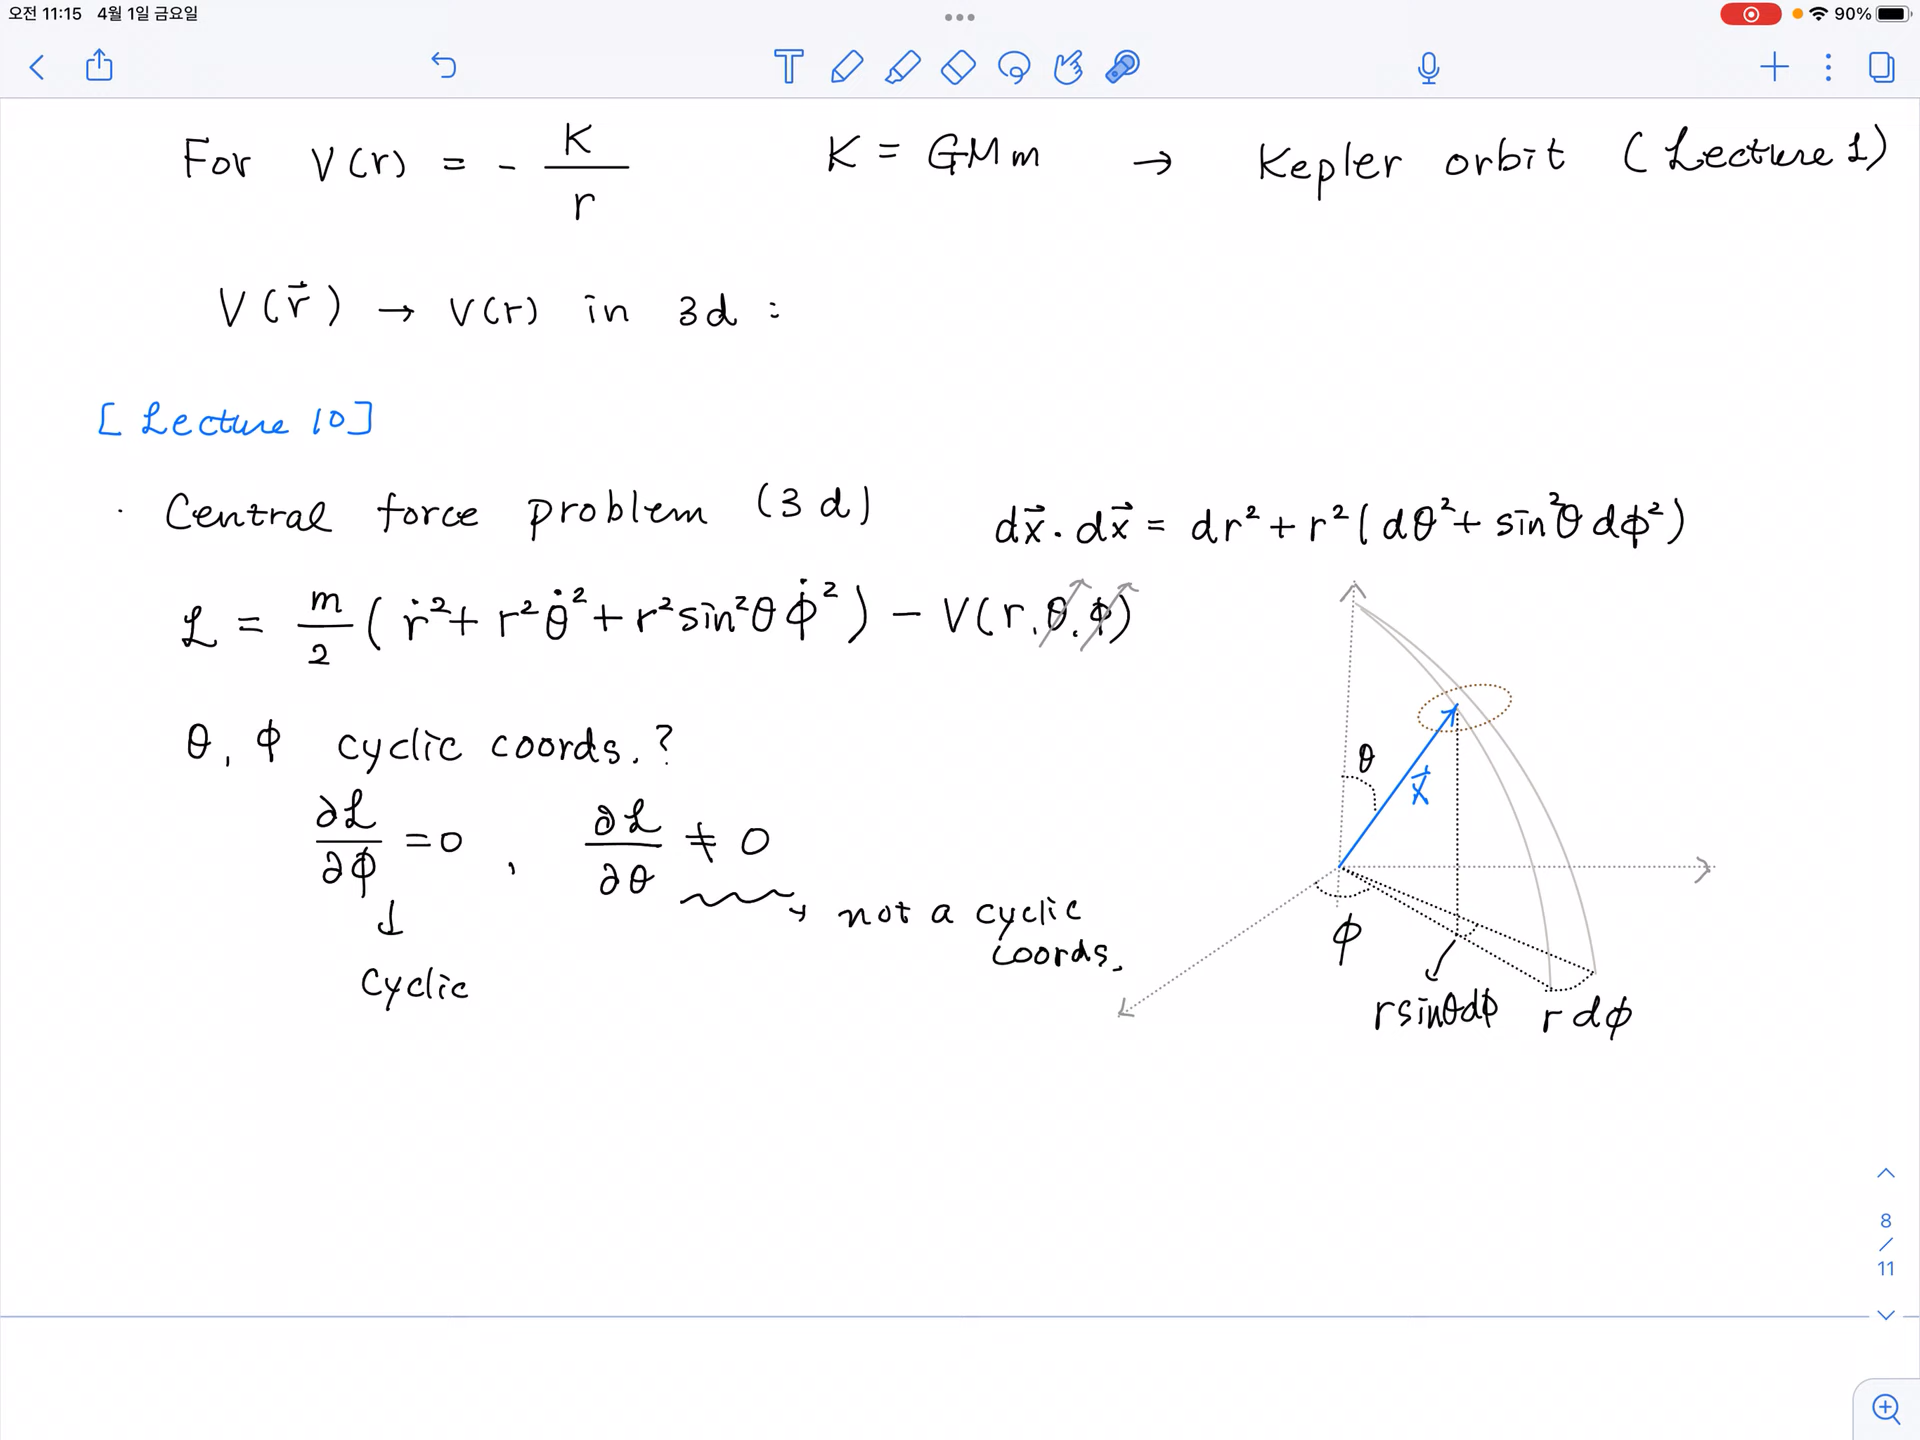 오전 11:15 4월 1일 금요일
90%
For V(r) = - K/r K = GMm → Kepler orbit (Lecture 1)
V(r⃗) → V(r) in 3d :
[Lecture 10]
· Central force problem (3d) dx⃗ · dx⃗ = dr² + r²(dθ² + sin²θ dϕ²)
ℒ = m/2 (ṙ² + r²θ̇² + r²sin²θ ϕ̇²) − V(r, θ, ϕ)
θ, ϕ cyclic coords.?
∂ℒ/∂ϕ = 0 , ∂ℒ/∂θ ≠ 0
→ not a cyclic
coords.
↓
cyclic
θ
x⃗
ϕ
r sinθdϕ r dϕ
8
/
11